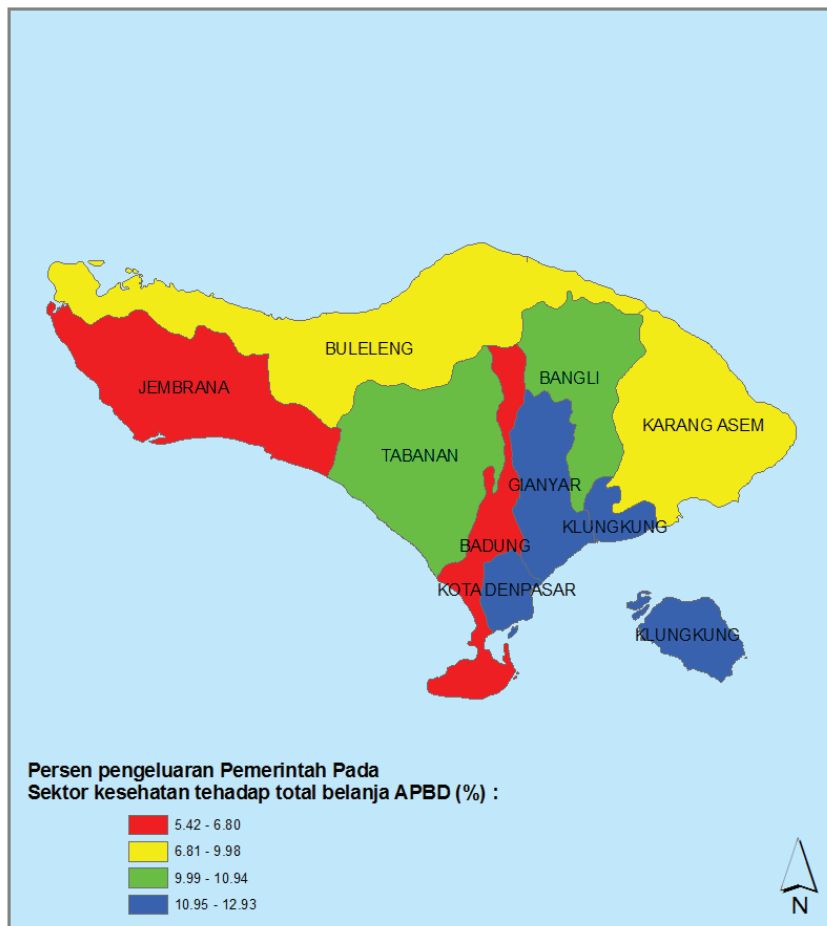 BULELENG
JEMBRANA
BANGLI
KARANG ASEM
TABANAN
GIANYAR
KLUNGKUNG
BADUNG
KOTA DENPASAR
KLUNGKUNG
Persen pengeluaran Pemerintah Pada
Sektor kesehatan tehadap total belanja APBD (%) :
5.42 - 6.80
6.81 - 9.98
9.99 - 10.94
10.95 - 12.93
N